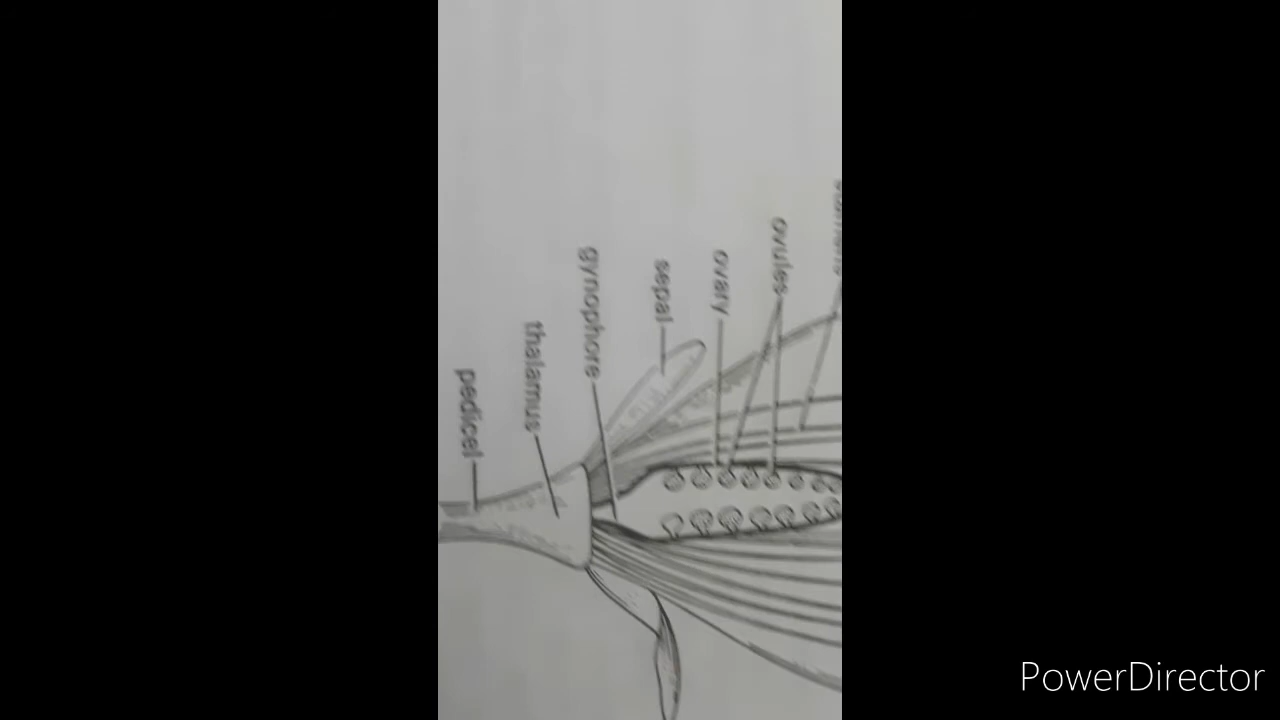 ovules
ovary
sepal
gynophore
thalamus
pedicel
PowerDirector